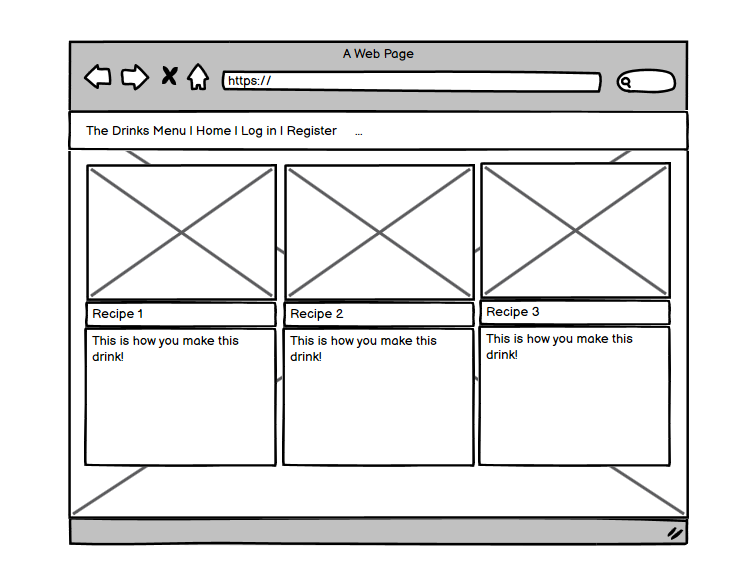 A Web Page
https://
The Drinks Menu | Home | Log in | Register ...
Recipe 1
This is how you make this
drink!
Recipe 2
This is how you make this
drink!
Recipe 3
This is how you make this
drink!